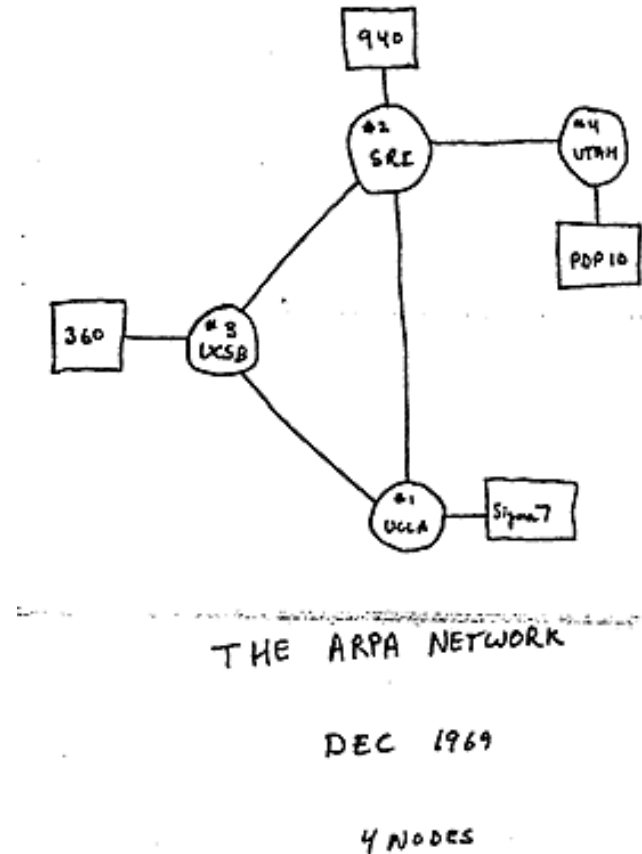 940
#2
SRI
#4
UTAH
PDP 10
360
#3
UCSB
#1
UCLA
Sigma 7
THE ARPA NETWORK
DEC 1969
4 NODES